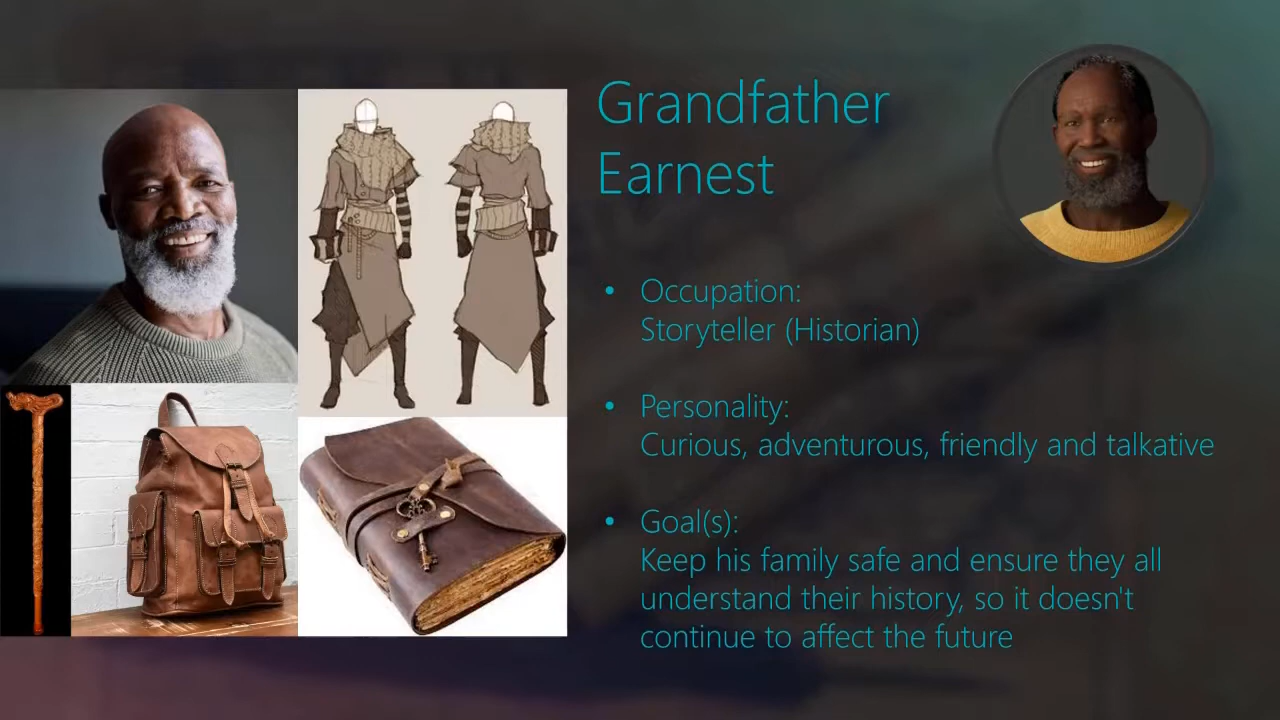 Grandfather
Earnest
• Occupation:
Storyteller (Historian)
• Personality:
Curious, adventurous, friendly and talkative
• Goal(s):
Keep his family safe and ensure they all
understand their history, so it doesn't
continue to affect the future